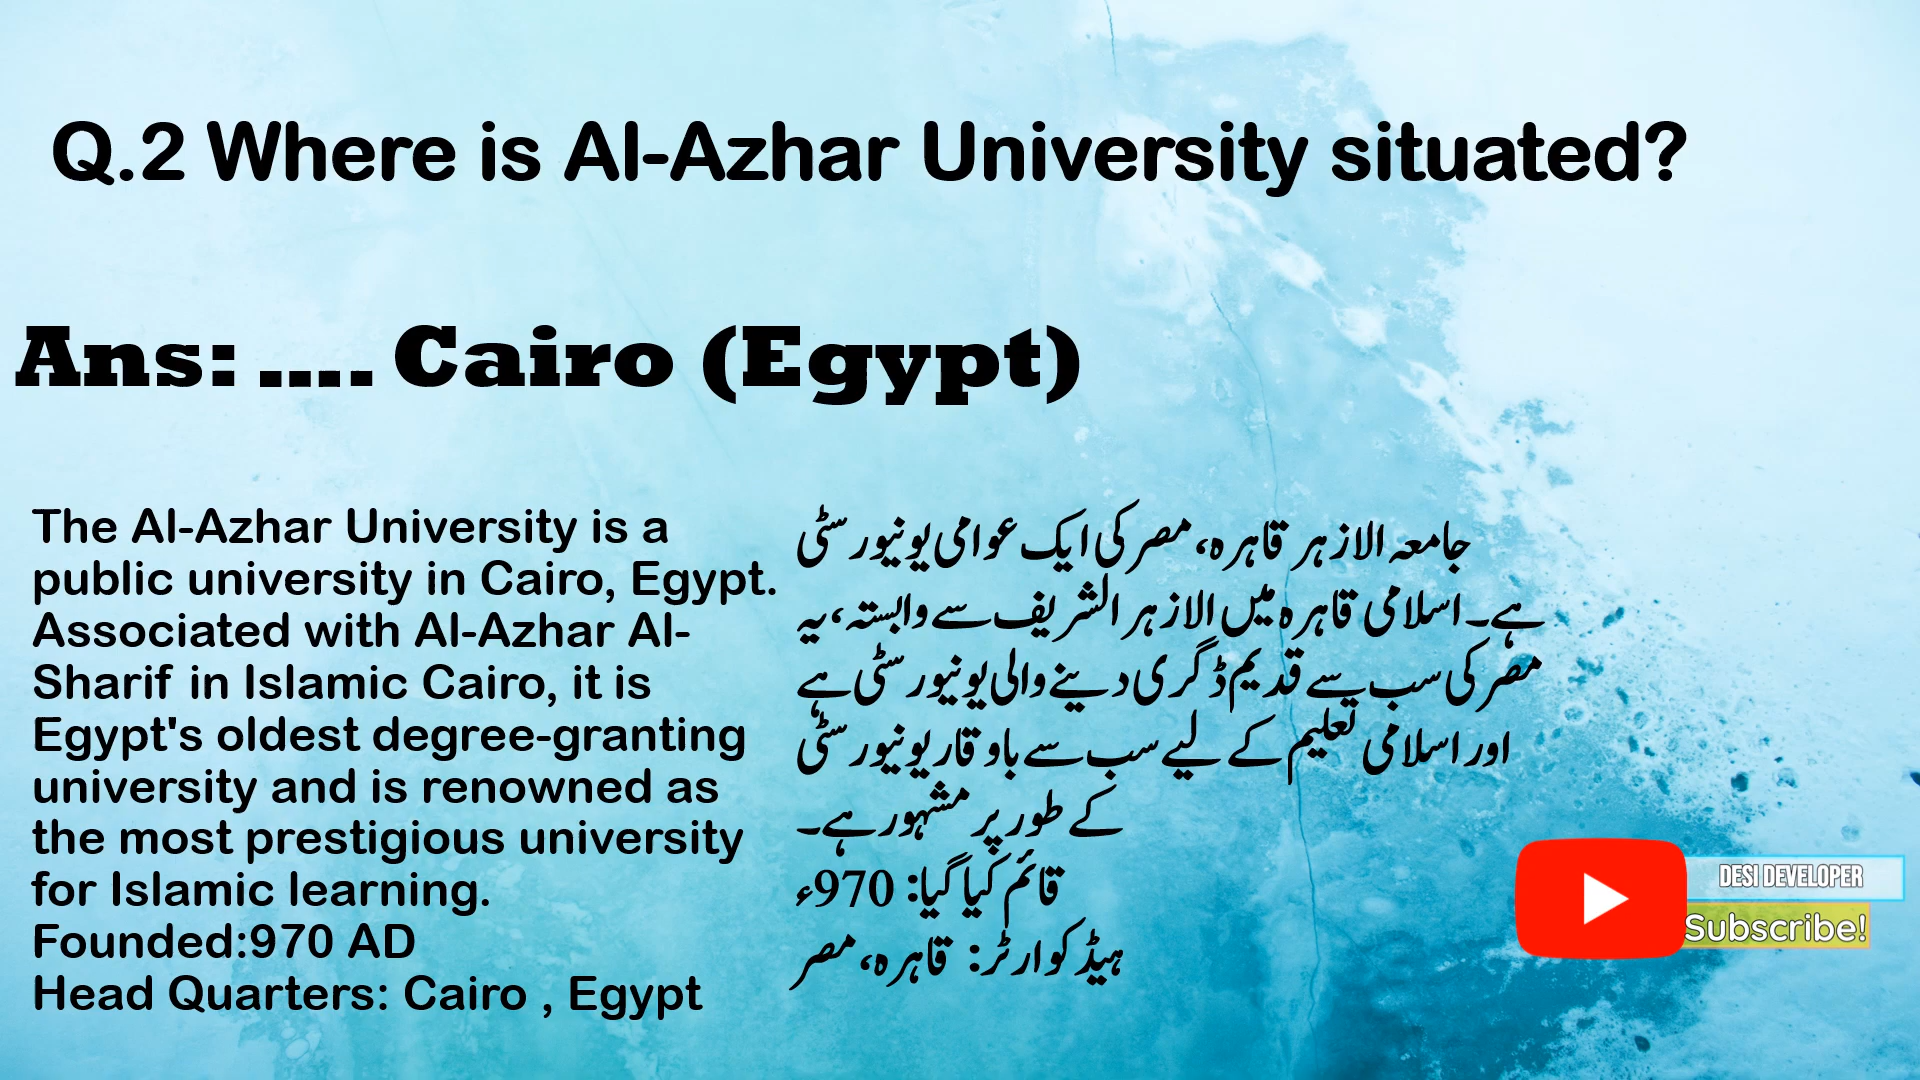 Q.2 Where is Al-Azhar University situated?
Ans: .... Cairo (Egypt)
The Al-Azhar University is a
public university in Cairo, Egypt.
Associated with Al-Azhar Al-
Sharif in Islamic Cairo, it is
Egypt's oldest degree-granting
university and is renowned as
the most prestigious university
for Islamic learning.
Founded:970 AD
Head Quarters: Cairo , Egypt
جامعہ الازہر قاہرہ، مصر کی ایک عوامی یونیورسٹی
ہے۔ اسلامی قاہرہ میں الازہر الشریف سے وابستہ، یہ
مصر کی سب سے قدیم ڈگری دینے والی یونیورسٹی ہے
اور اسلامی تعلیم کے لیے سب سے باوقار یونیورسٹی
کے طور پر مشہور ہے۔
قائم کیا گیا: 970ء
ہیڈ کوارٹر: قاہرہ، مصر
DESI DEVELOPER
Subscribe!